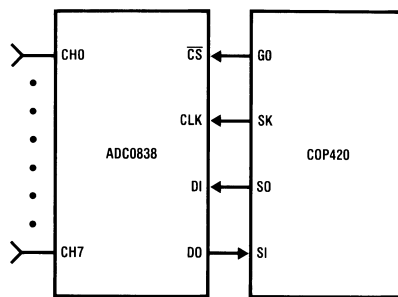 CH0 CS G0
CLK SK
ADC0838 COP420
DI SO
CH7 DO SI